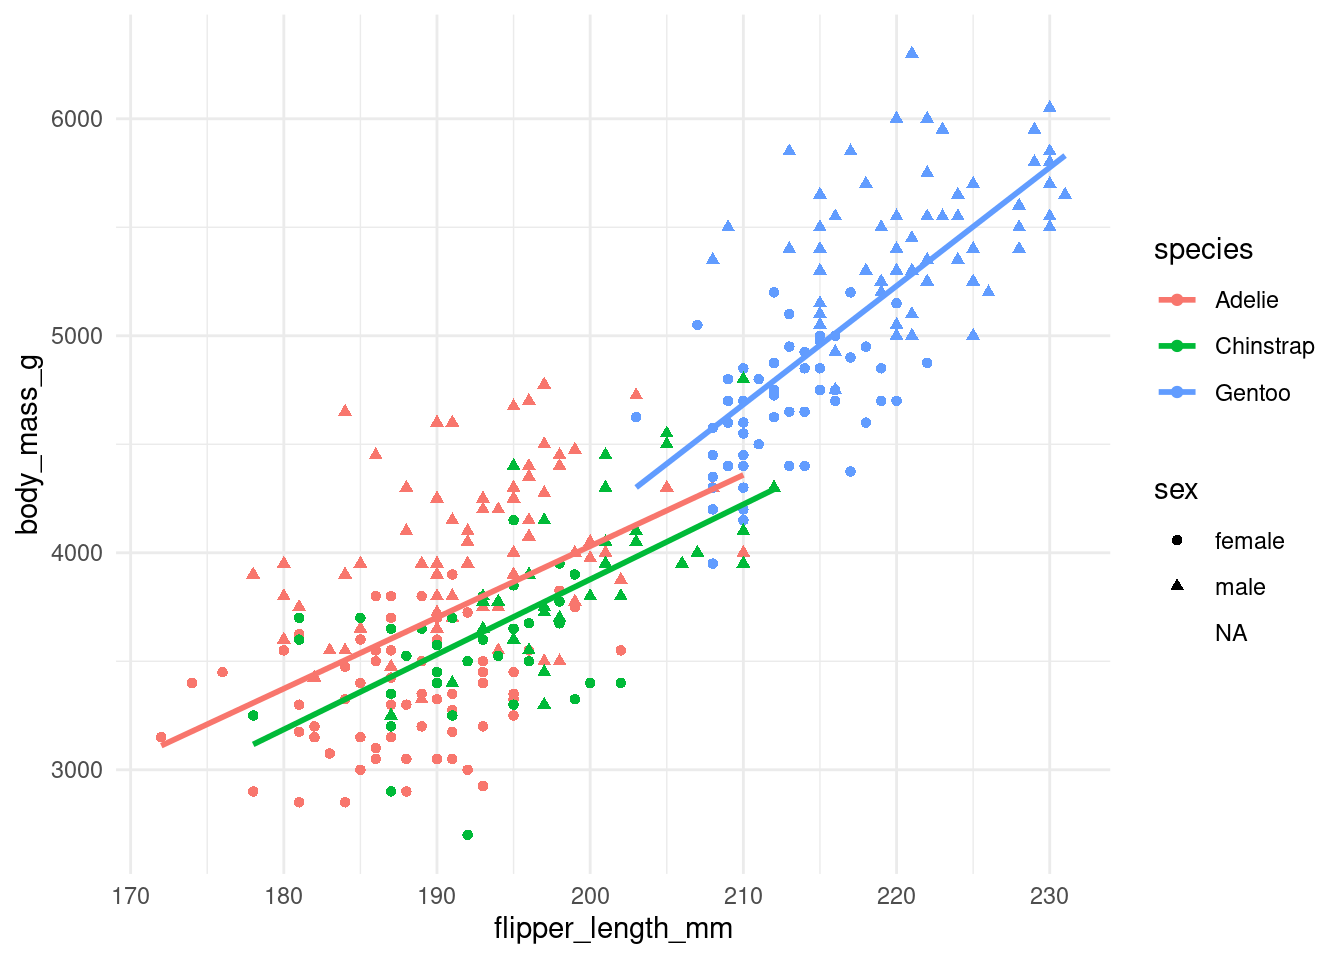 6000
5000
4000
3000
body_mass_g
170 180 190 200 210 220 230
flipper_length_mm
species
Adelie
Chinstrap
Gentoo
sex
female
male
NA